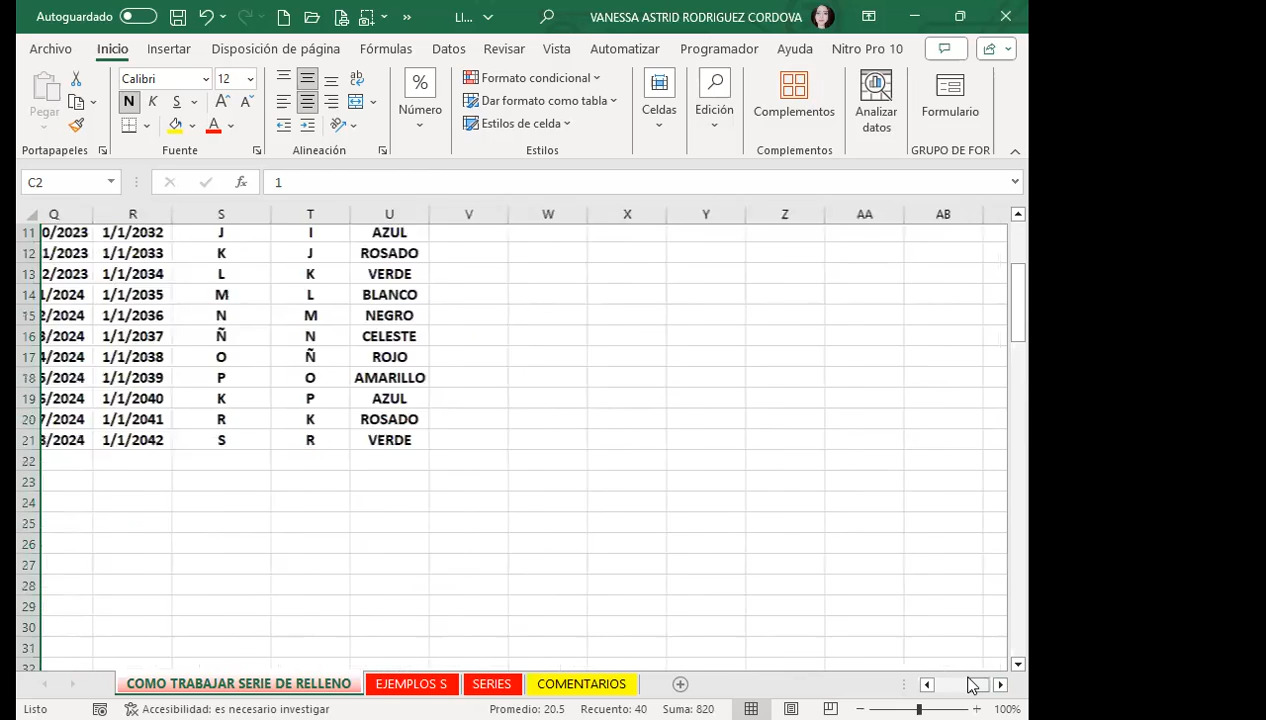 Autoguardado LI... VANESSA ASTRID RODRIGUEZ CORDOVA
Archivo Inicio Insertar Disposición de página Fórmulas Datos Revisar Vista Automatizar Programador Ayuda Nitro Pro 10
Pegar Calibri 12 Número Formato condicional Celdas Edición Complementos Analizar datos Formulario
N K S Dar formato como tabla
Estilos de celda
Portapapeles Fuente Alineación Estilos Complementos GRUPO DE FOR
C2 fx 1
Q R S T U V W X Y Z AA AB
11 0/2023 1/1/2032 J I AZUL
12 1/2023 1/1/2033 K J ROSADO
13 2/2023 1/1/2034 L K VERDE
14 1/2024 1/1/2035 M L BLANCO
15 2/2024 1/1/2036 N M NEGRO
16 3/2024 1/1/2037 Ñ N CELESTE
17 4/2024 1/1/2038 O Ñ ROJO
18 5/2024 1/1/2039 P O AMARILLO
19 6/2024 1/1/2040 K P AZUL
20 7/2024 1/1/2041 R K ROSADO
21 8/2024 1/1/2042 S R VERDE
22
23
24
25
26
27
28
29
30
31
32
COMO TRABAJAR SERIE DE RELLENO EJEMPLOS S SERIES COMENTARIOS
Listo Accesibilidad: es necesario investigar Promedio: 20.5 Recuento: 40 Suma: 820 100%